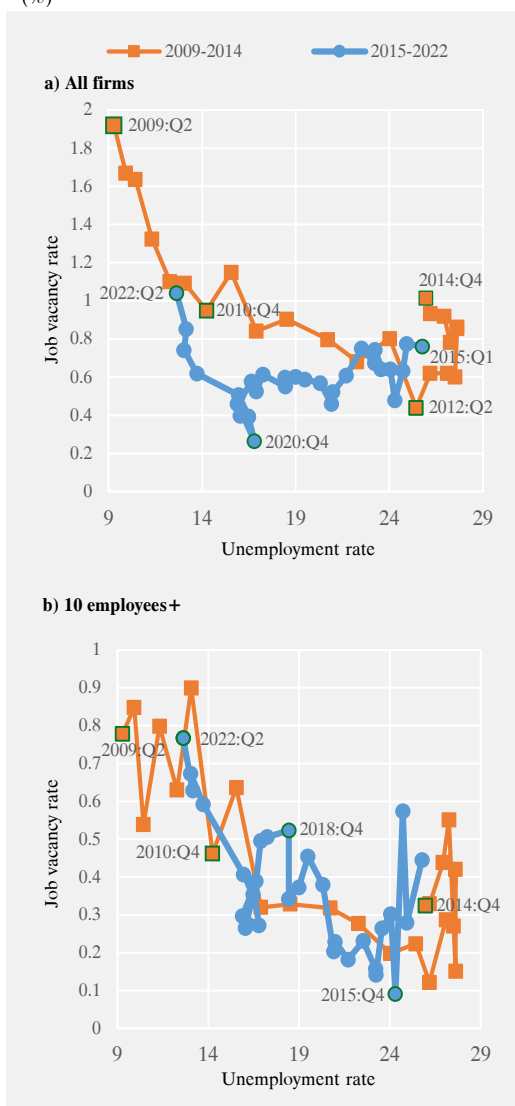 (%)
2009-2014 2015-2022
a) All firms
2
1.8
1.6
1.4
1.2
1
0.8
0.6
0.4
0.2
0
Job vacancy rate
2009:Q2
2022:Q2
2010:Q4
2014:Q4
2015:Q1
2012:Q2
2020:Q4
9 14 19 24 29
Unemployment rate
b) 10 employees+
1
0.9
0.8
0.7
0.6
0.5
0.4
0.3
0.2
0.1
0
Job vacancy rate
2009:Q2
2022:Q2
2010:Q4
2018:Q4
2014:Q4
2015:Q4
9 14 19 24 29
Unemployment rate